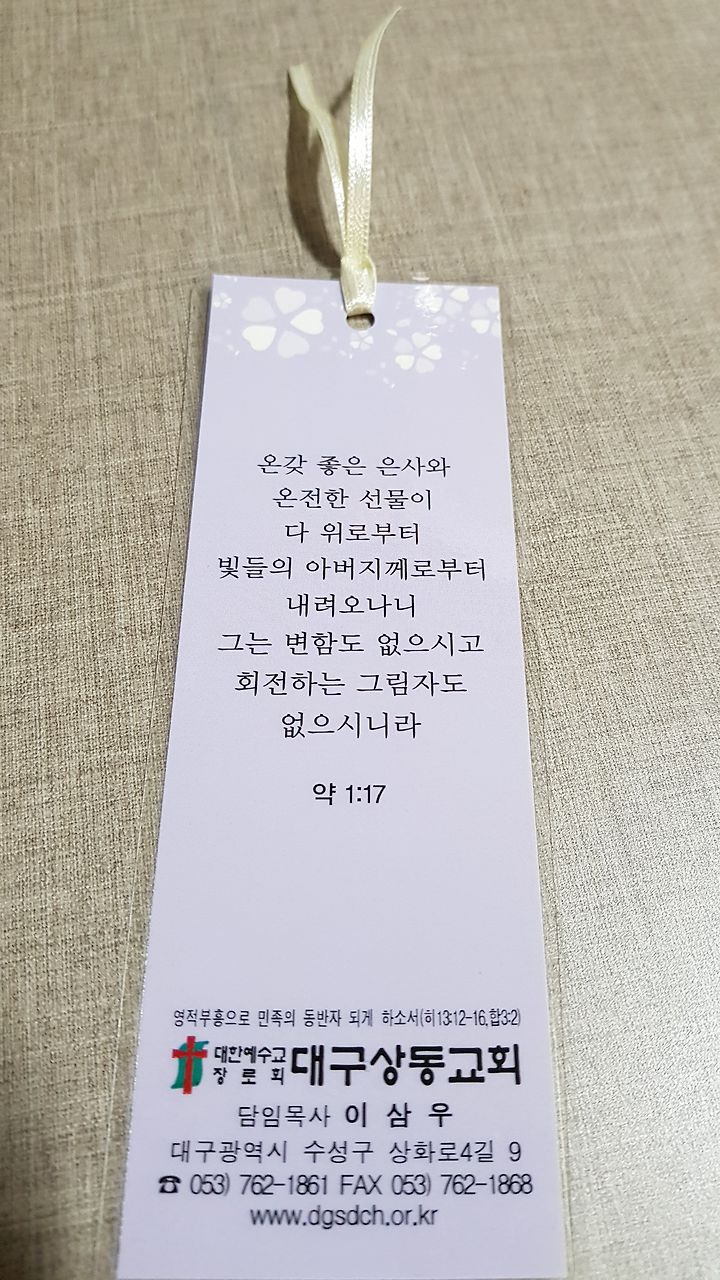 온갖 좋은 은사와
온전한 선물이
다 위로부터
빛들의 아버지께로부터
내려오나니
그는 변함도 없으시고
회전하는 그림자도
없으시니라
약 1:17
영적부흥으로 민족의 동반자 되게 하소서(히13:12-16,합3:2)
대한예수교
장 로 회 대구상동교회
담임목사 이 삼 우
대구광역시 수성구 상화로4길 9
☎ 053) 762-1861 FAX 053) 762-1868
www.dgsdch.or.kr